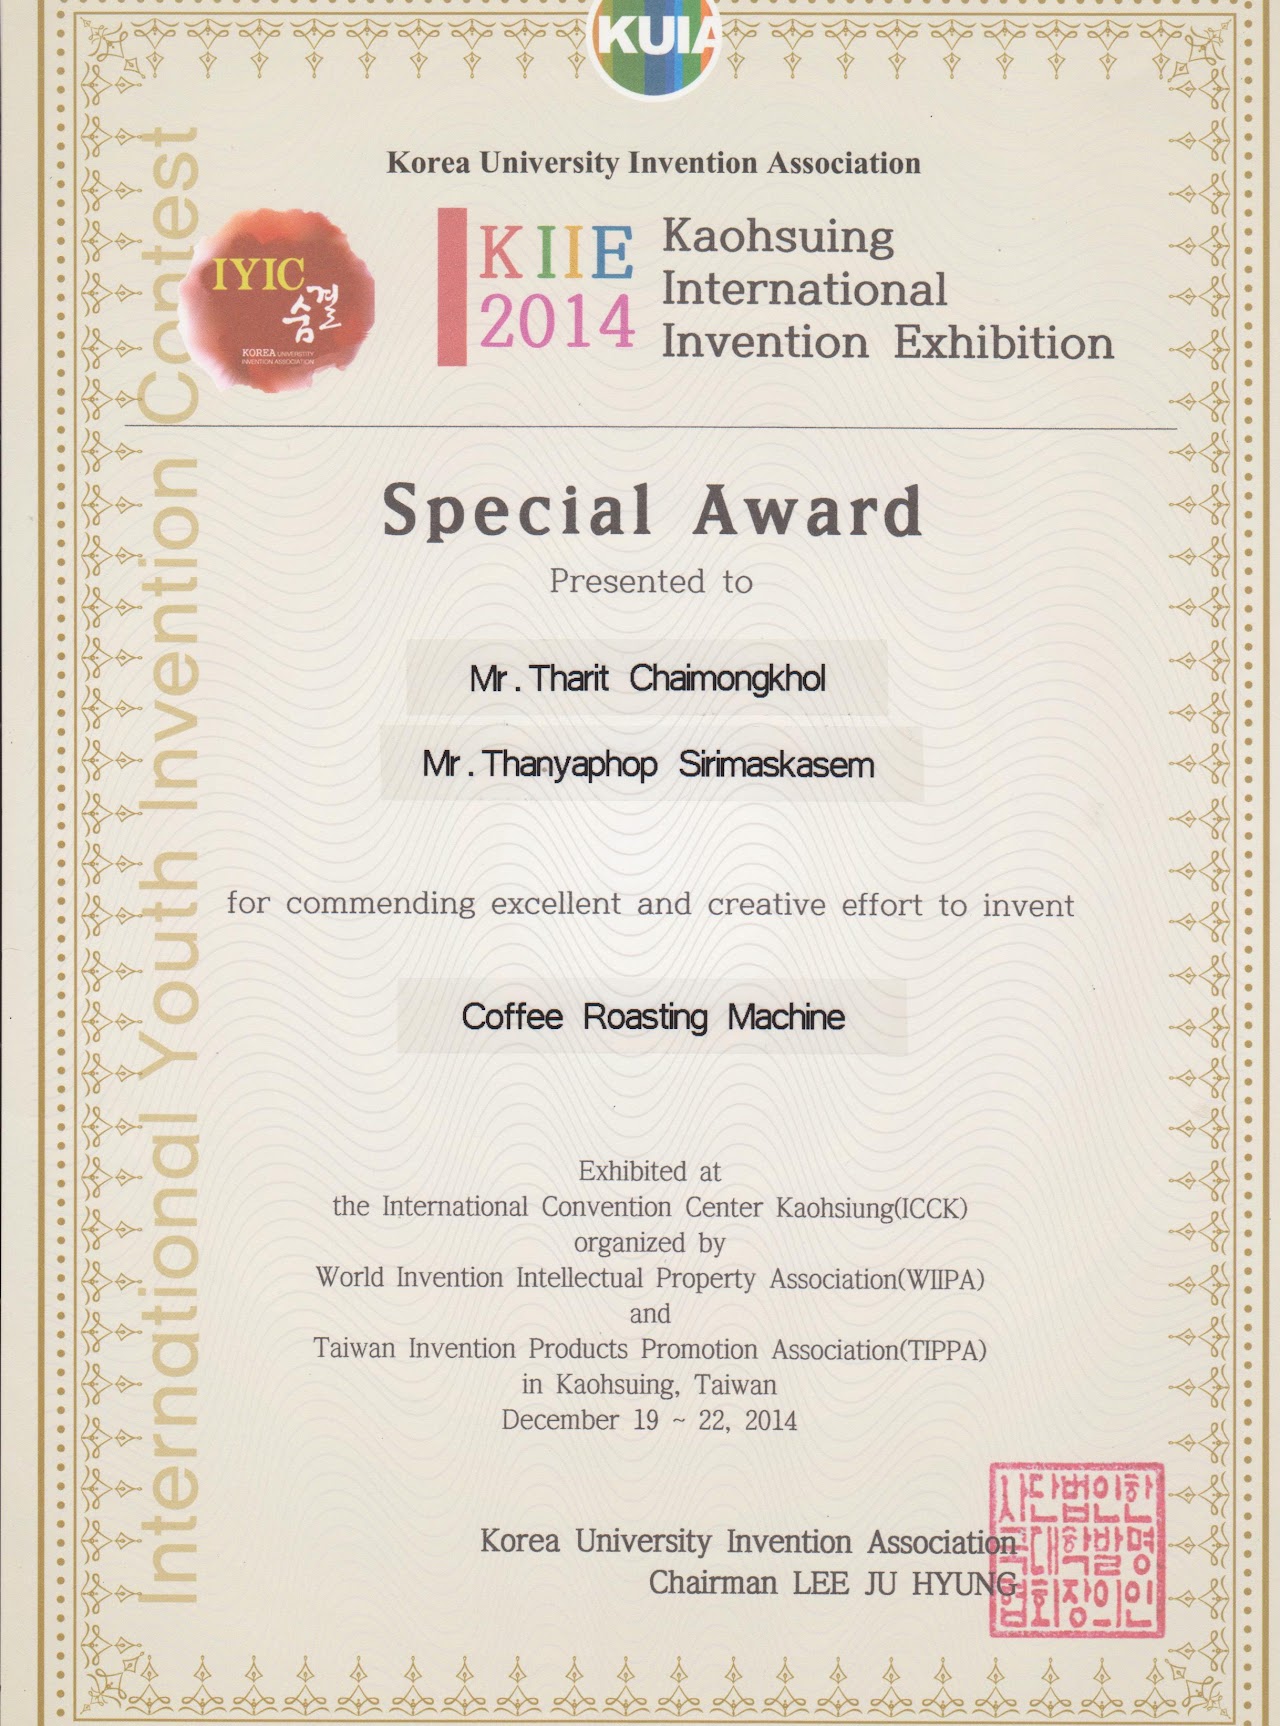 KUIA
Korea University Invention Association
IYIC
숨결
KOREA UNIVERSTITY
INVENTION ASSOCIATION
KIIE
2014
Kaohsuing
International
Invention Exhibition
International Youth Invention Contest
Special Award
Presented to
Mr.Tharit Chaimongkhol
Mr.Thanyaphop Sirimaskasem
for commending excellent and creative effort to invent
Coffee Roasting Machine
Exhibited at
the International Convention Center Kaohsiung(ICCK)
organized by
World Invention Intellectual Property Association(WIIPA)
and
Taiwan Invention Products Promotion Association(TIPPA)
in Kaohsuing, Taiwan
December 19 ~ 22, 2014
Korea University Invention Association
Chairman LEE JU HYUNG
사단법인한
국대학발명
협회장의인